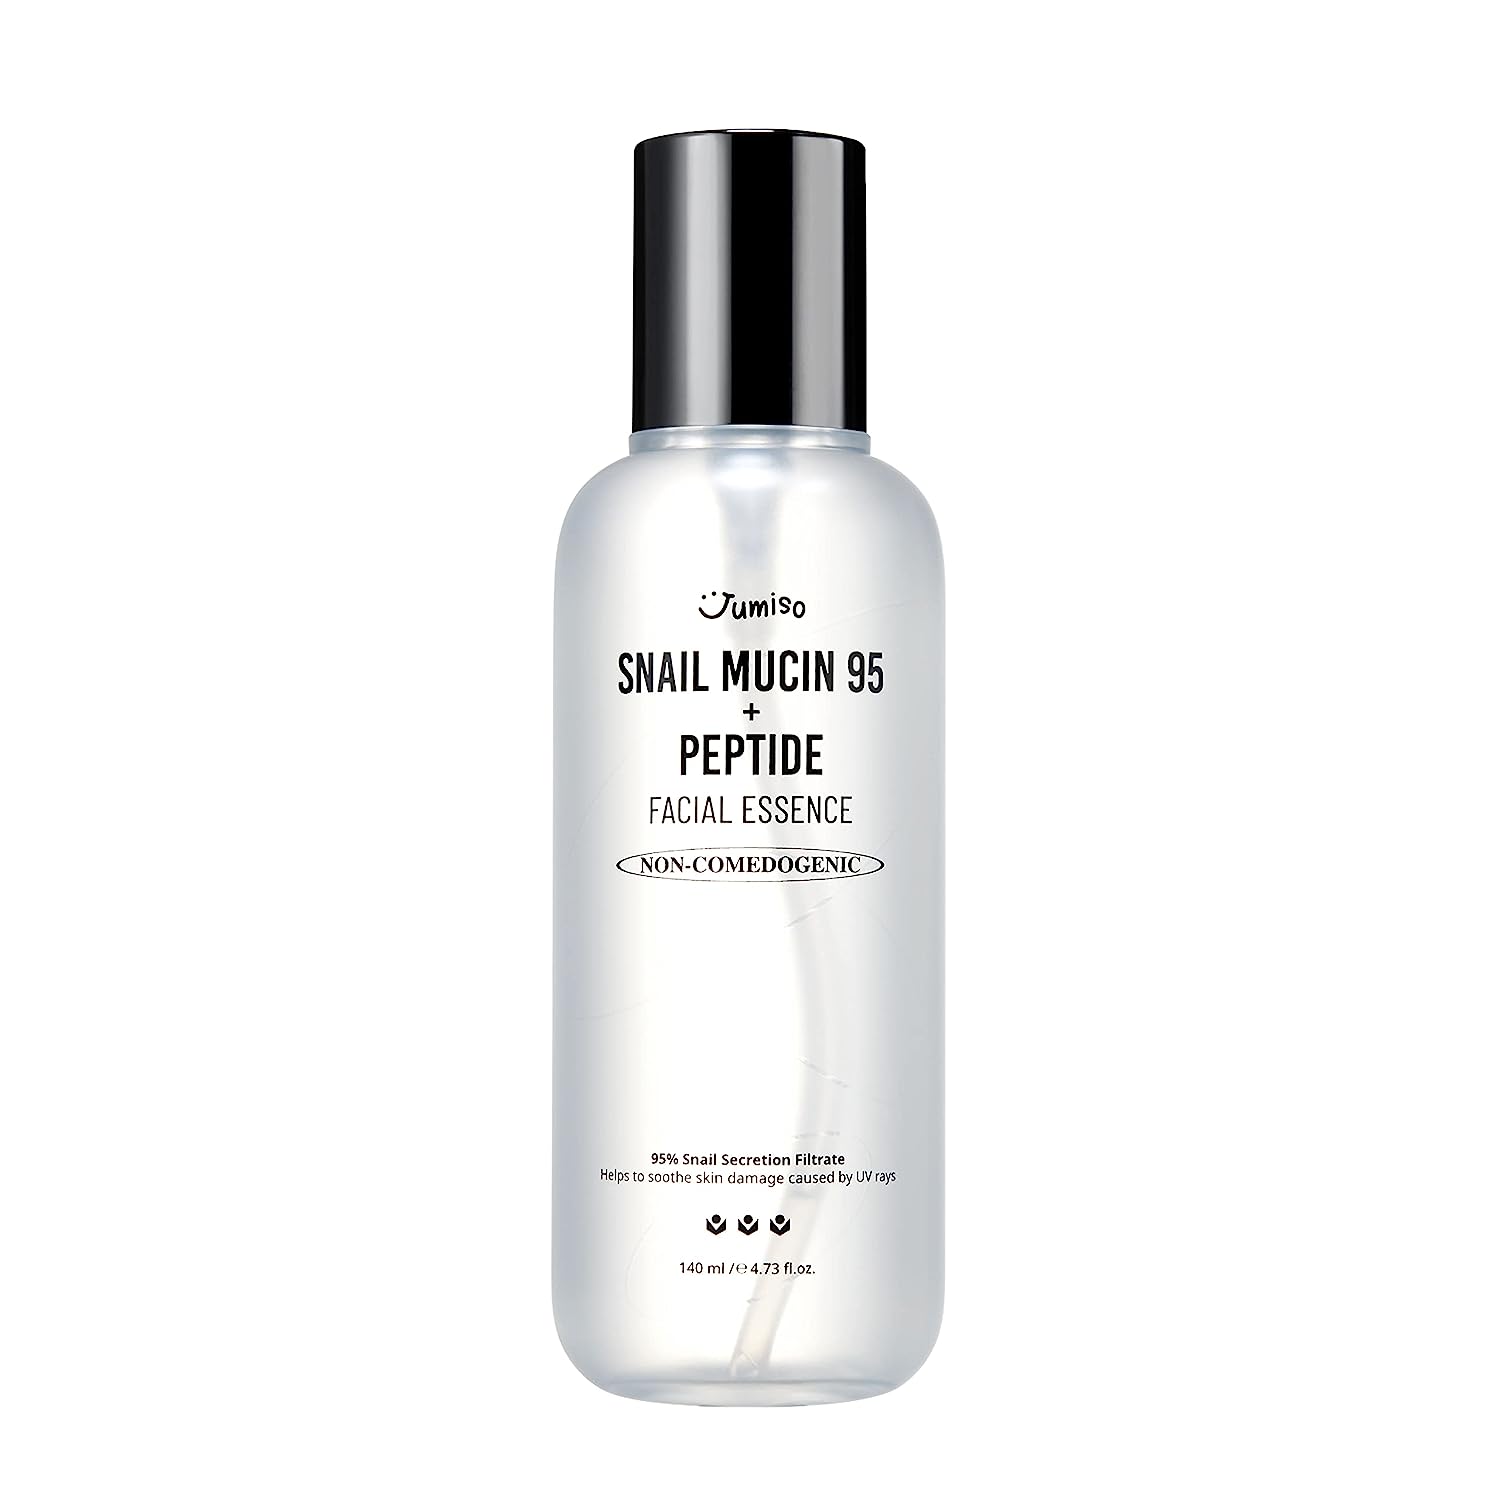 Jumiso
SNAIL MUCIN 95
+
PEPTIDE
FACIAL ESSENCE
NON-COMEDOGENIC
95% Snail Secretion Filtrate
Helps to soothe skin damage caused by UV rays
140 ml /℮ 4.73 fl.oz.